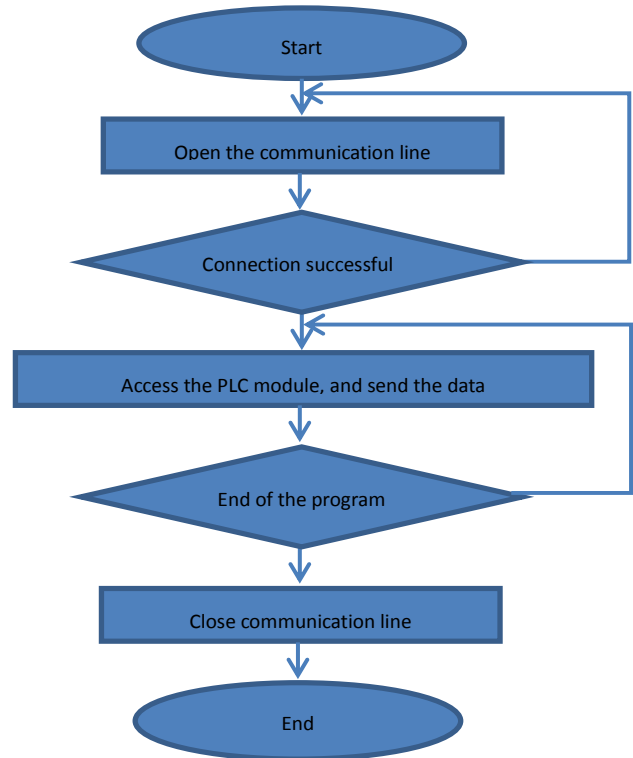 Start
Open the communication line
Connection successful
Access the PLC module, and send the data
End of the program
Close communication line
End